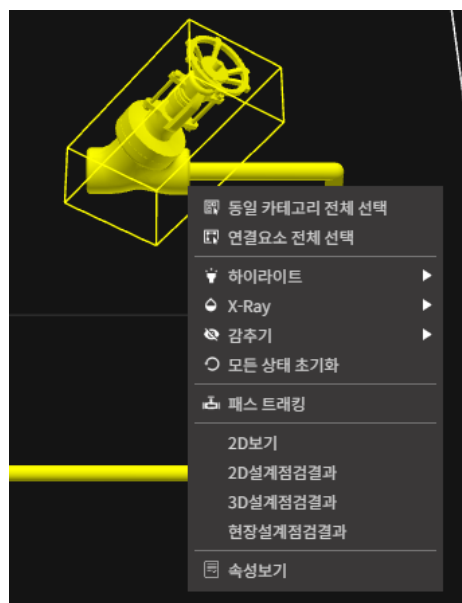 동일 카테고리 전체 선택
연결요소 전체 선택
하이라이트
X-Ray
감추기
모든 상태 초기화
패스 트래킹
2D보기
2D설계점검결과
3D설계점검결과
현장설계점검결과
속성보기